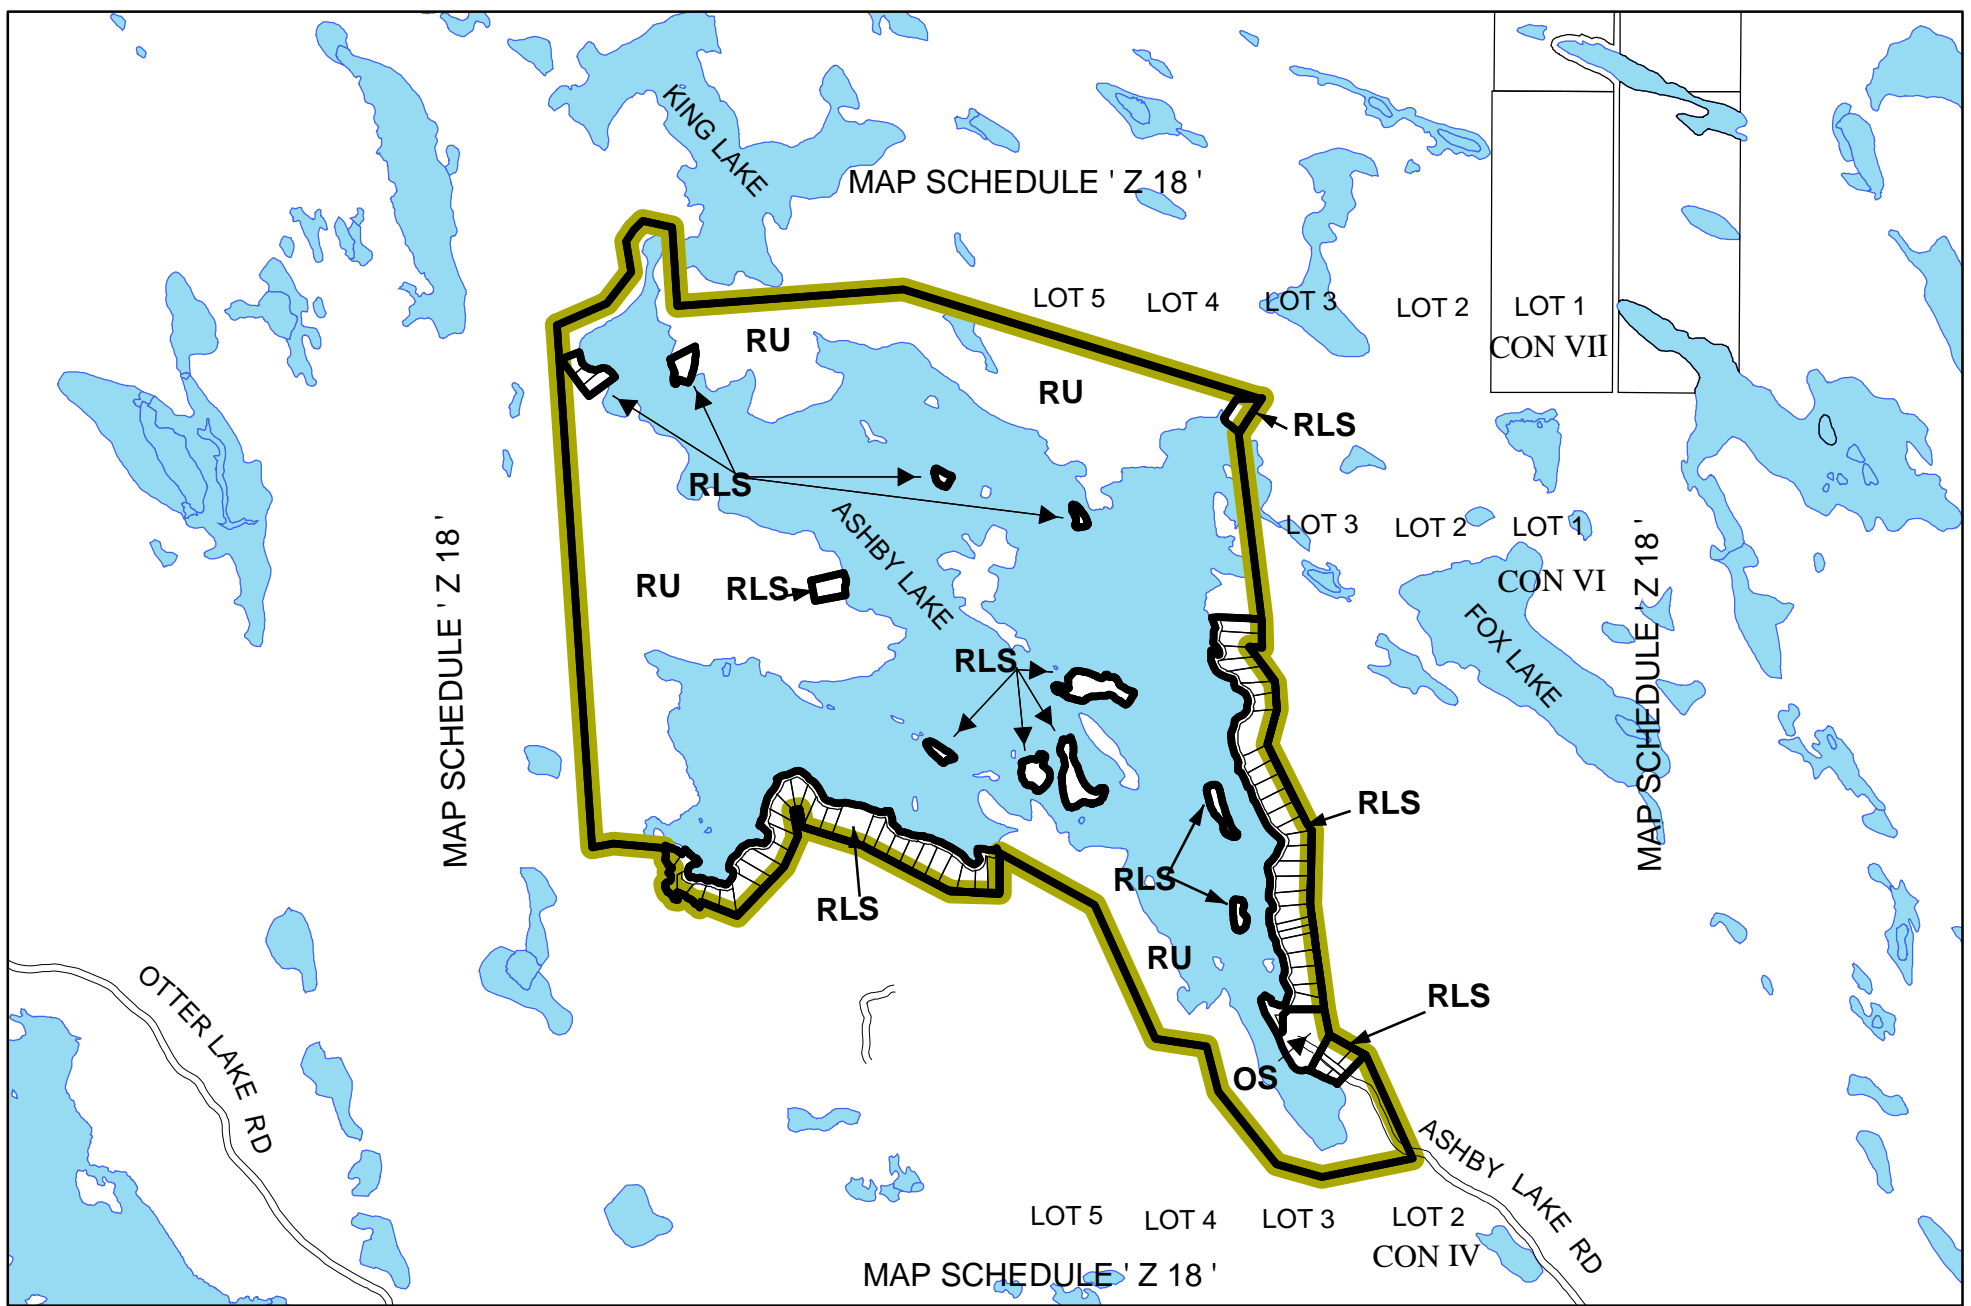 KING LAKE
MAP SCHEDULE ' Z 18 '
LOT 5
LOT 4
LOT 3
LOT 2
LOT 1
CON VII
RU
RU
RLS
RLS
ASHBY LAKE
LOT 3
LOT 2
LOT 1
CON VI
MAP SCHEDULE ' Z 18 '
RU
RLS
FOX LAKE
MAP SCHEDULE ' Z 18 '
RLS
RLS
RLS
RLS
RU
OTTER LAKE RD
RLS
OS
ASHBY LAKE RD
LOT 5
LOT 4
LOT 3
LOT 2
CON IV
MAP SCHEDULE ' Z 18 '